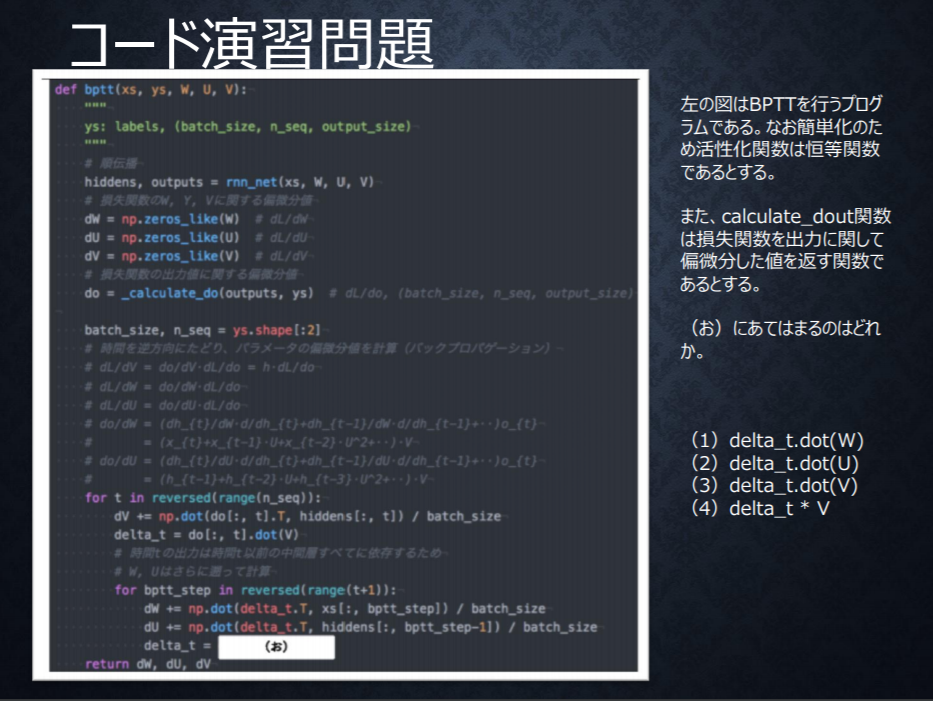 コード演習問題
def bptt(xs, ys, W, U, V):
"""
ys: labels, (batch_size, n_seq, output_size)
"""
# 順伝播
hiddens, outputs = rnn_net(xs, W, U, V)
# 損失関数のW, Y, Vに関する偏微分値
dW = np.zeros_like(W) # dL/dW
dU = np.zeros_like(U) # dL/dU
dV = np.zeros_like(V) # dL/dV
# 損失関数の出力値に関する偏微分値
do = _calculate_do(outputs, ys) # dL/do, (batch_size, n_seq, output_size)
batch_size, n_seq = ys.shape[:2]
# 時間を逆方向にたどり、パラメータの偏微分値を計算（バックプロパゲーション）
# dL/dV = do/dV·dL/do = h·dL/do
# dL/dW = do/dW·dL/do
# dL/dU = do/dU·dL/do
# do/dW = (dh_{t}/dW·d/dh_{t}+dh_{t-1}/dW·d/dh_{t-1}+··)o_{t}
# = (x_{t}+x_{t-1}·U+x_{t-2}·U^2+··)·V
# do/dU = (dh_{t}/dU·d/dh_{t}+dh_{t-1}/dU·d/dh_{t-1}+··)o_{t}
# = (h_{t-1}+h_{t-2}·U+h_{t-3}·U^2+··)·V
for t in reversed(range(n_seq)):
dV += np.dot(do[:, t].T, hiddens[:, t]) / batch_size
delta_t = do[:, t].dot(V)
# 時間tの出力は時間t以前の中間層すべてに依存するため
# W, Uはさらに遡って計算
for bptt_step in reversed(range(t+1)):
dW += np.dot(delta_t.T, xs[:, bptt_step]) / batch_size
dU += np.dot(delta_t.T, hiddens[:, bptt_step-1]) / batch_size
delta_t = （お）
return dW, dU, dV
左の図はBPTTを行うプログ
ラムである。なお簡単化のた
め活性化関数は恒等関数
であるとする。
また、calculate_dout関数
は損失関数を出力に関して
偏微分した値を返す関数で
あるとする。
（お）にあてはまるのはどれ
か。
（1）delta_t.dot(W)
（2）delta_t.dot(U)
（3）delta_t.dot(V)
（4）delta_t * V